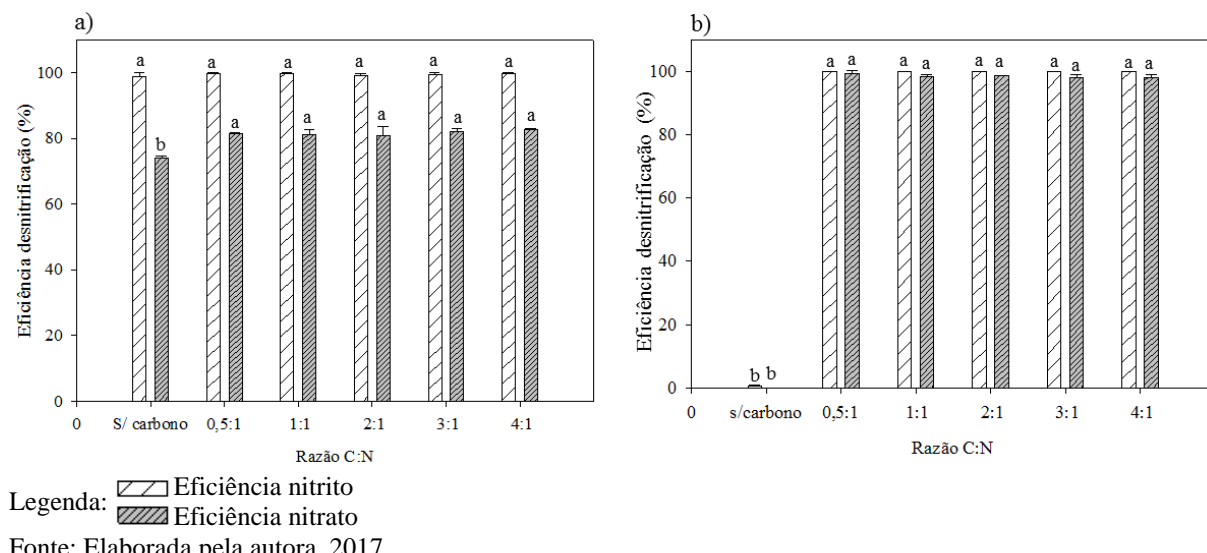 a)
Eficiência desnitrificação (%)
100
80
60
40
20
0
a a a a a a
b a a a a a
0 S/ carbono 0,5:1 1:1 2:1 3:1 4:1
Razão C:N
b)
Eficiência desnitrificação (%)
100
80
60
40
20
0
b b a a a a a a a a a a
0 s/carbono 0,5:1 1:1 2:1 3:1 4:1
Razão C:N
Legenda:
Eficiência nitrito
Eficiência nitrato
Fonte: Elaborada pela autora, 2017